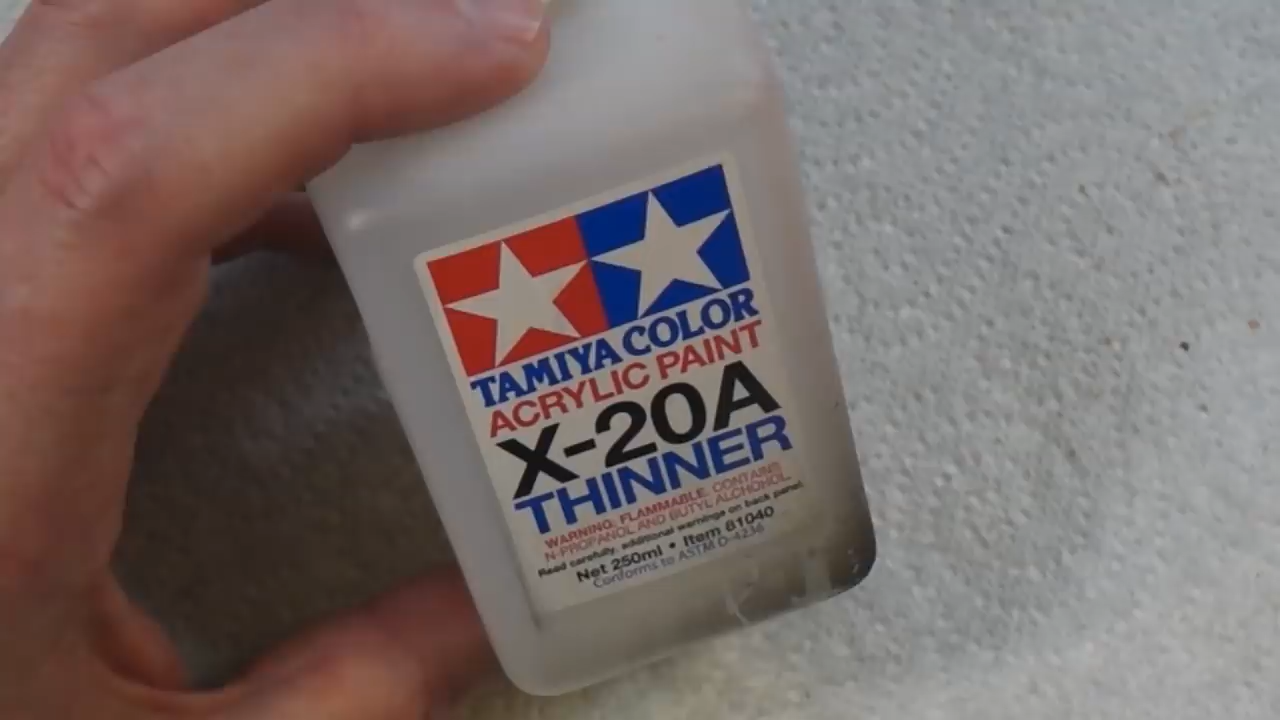 TAMIYA COLOR
ACRYLIC PAINT
X-20A
THINNER
WARNING: FLAMMABLE. CONTAINS
N-PROPANOL AND BUTYL ALCHOHOL.
Read carefully, additional warnings on back panel.
Net 250ml • Item 81040
Conforms to ASTM D-4236